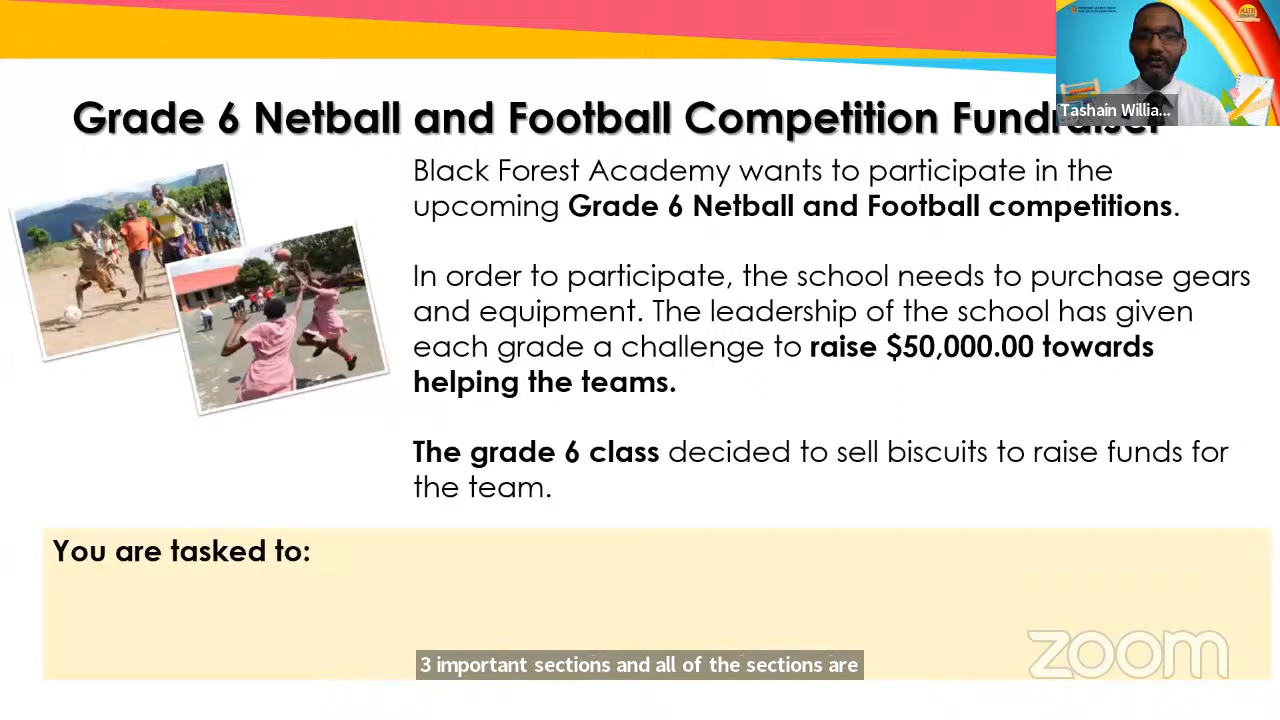 Grade 6 Netball and Football Competition Fundraiser
Tashain Willia...
Black Forest Academy wants to participate in the
upcoming Grade 6 Netball and Football competitions.
In order to participate, the school needs to purchase gears
and equipment. The leadership of the school has given
each grade a challenge to raise $50,000.00 towards
helping the teams.
The grade 6 class decided to sell biscuits to raise funds for
the team.
You are tasked to:
3 important sections and all of the sections are
zoom